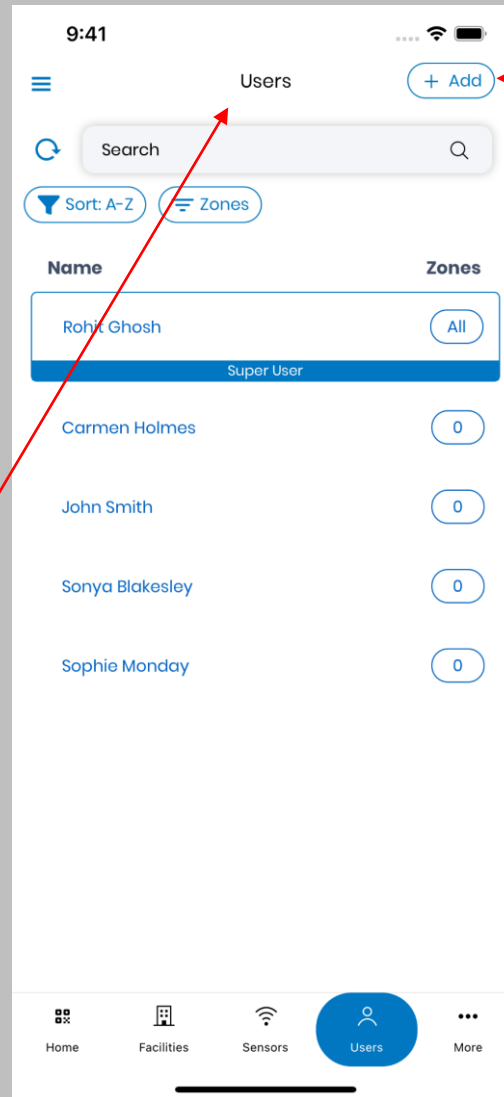 9:41
Users
+ Add
Search
Sort: A-Z
Zones
Name Zones
Rohit Ghosh All
Super User
Carmen Holmes 0
John Smith 0
Sonya Blakesley 0
Sophie Monday 0
Home Facilities Sensors Users More